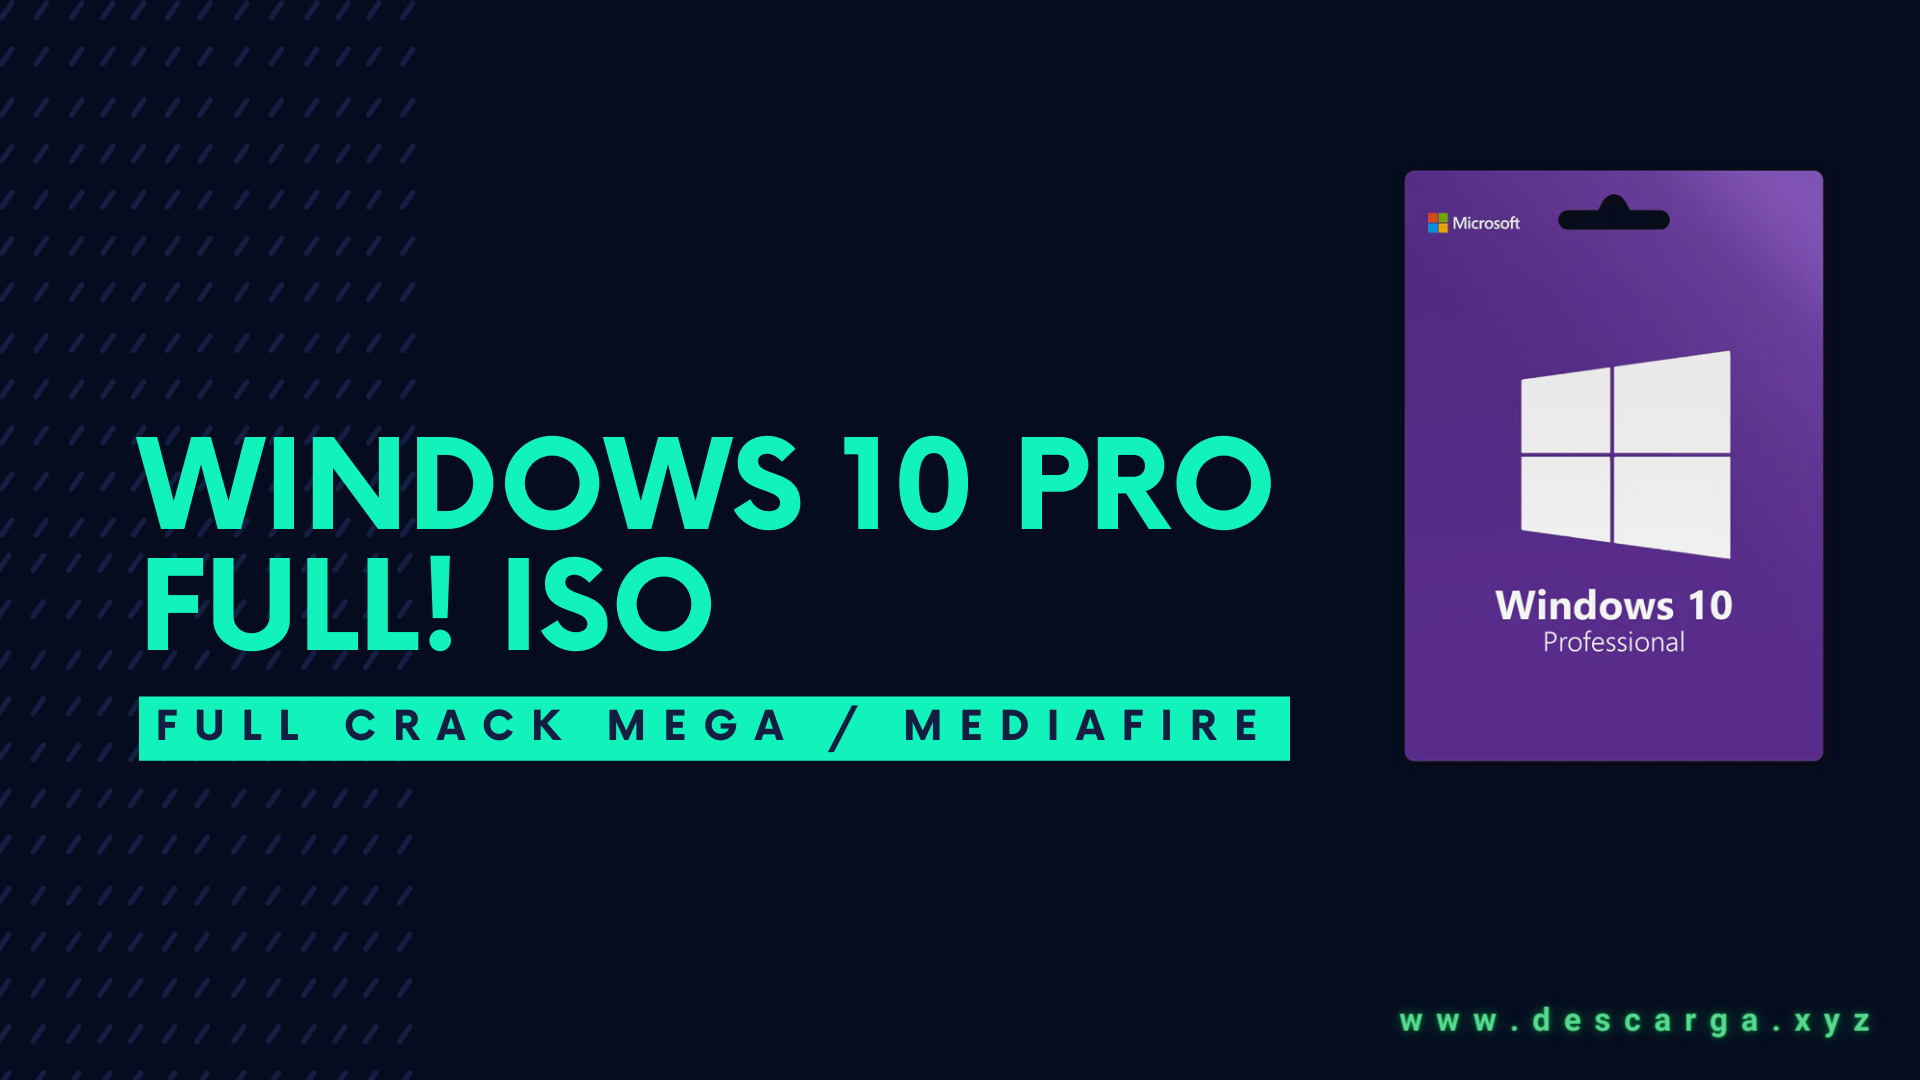 WINDOWS 10 PRO
FULL! ISO
FULL CRACK MEGA / MEDIAFIRE
Microsoft
Windows 10
Professional
www.descarga.xyz